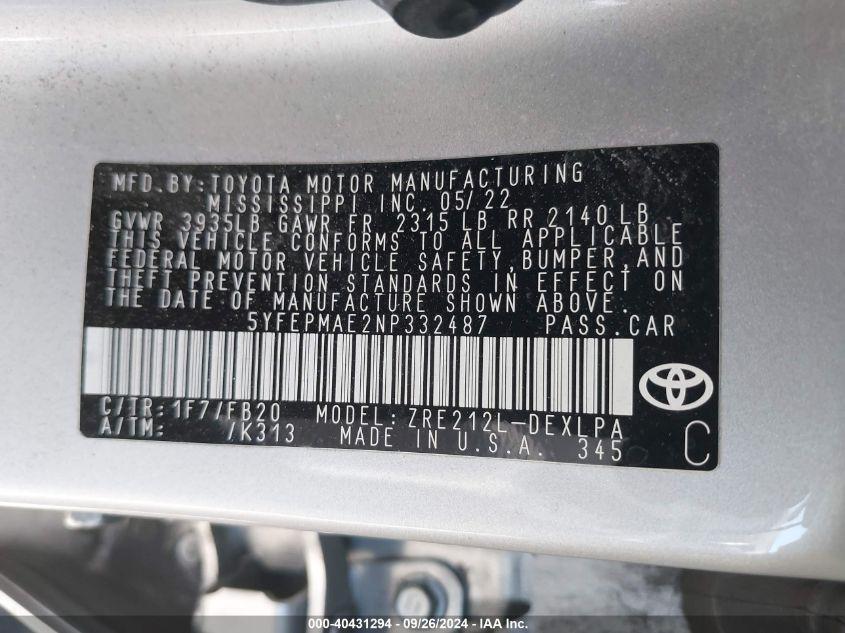 MFD.BY:TOYOTA MOTOR MANUFACTURING
MISSISSIPPI INC. 05/22
GVWR 3935LB GAWR FR 2315 LB RR 2140 LB
THIS VEHICLE CONFORMS TO ALL APPLICABLE
FEDERAL MOTOR VEHICLE SAFETY,BUMPER,AND
THEFT PREVENTION STANDARDS IN EFFECT ON
THE DATE OF MANUFACTURE SHOWN ABOVE.
5YFEPMAE2NP332487 PASS.CAR
C/TR:1F7/FB20 MODEL:ZRE212L-DEXLPA
A/TM: /K313 MADE IN U.S.A. 345 C
000-40431294 - 09/26/2024 - IAA Inc.